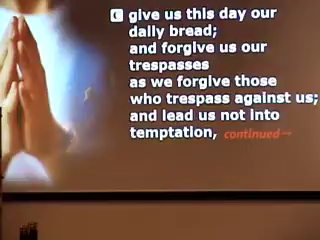 give us this day our
daily bread;
and forgive us our
trespasses
as we forgive those
who trespass against us;
and lead us not into
temptation, continued→